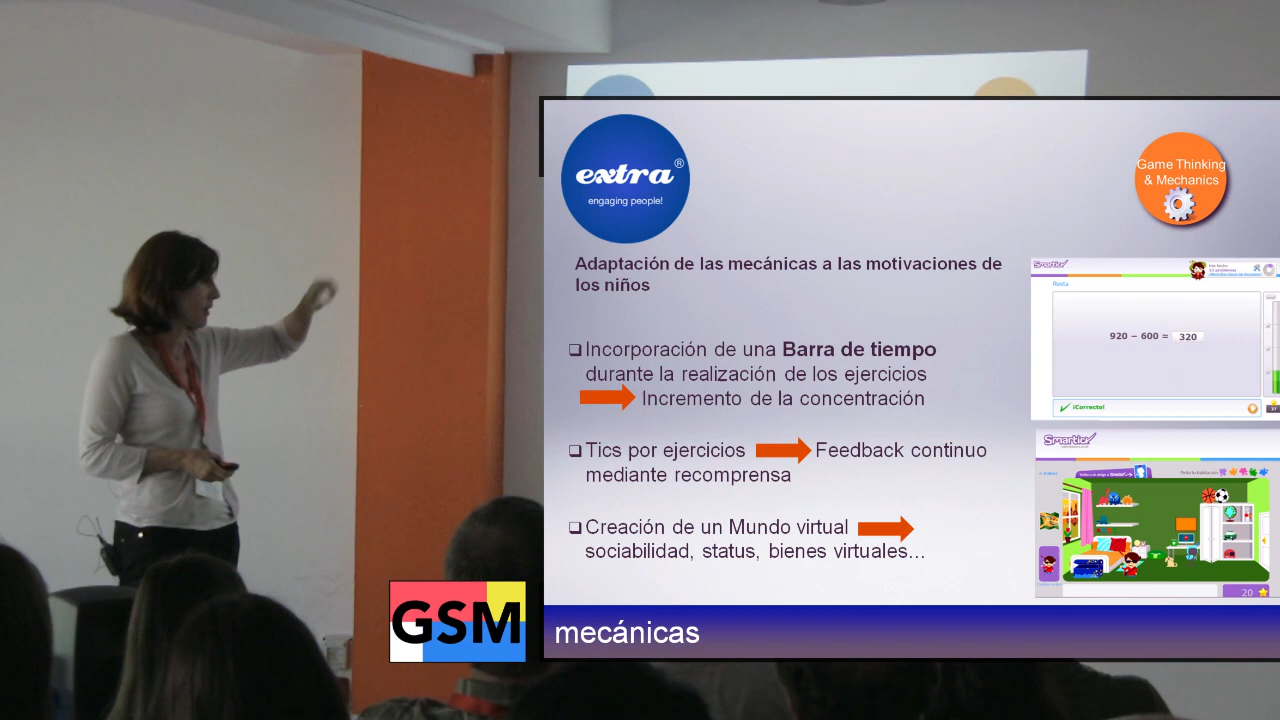 extra®
engaging people!
Game Thinking
& Mechanics
Adaptación de las mecánicas a las motivaciones de
los niños
Incorporación de una Barra de tiempo
durante la realización de los ejercicios
Incremento de la concentración
Tics por ejercicios Feedback continuo
mediante recomprensa
Creación de un Mundo virtual
sociabilidad, status, bienes virtuales...
Smartick
Resta
920 − 600 = 320
¡Correcto!
37
Smartick
20
GSM
mecánicas